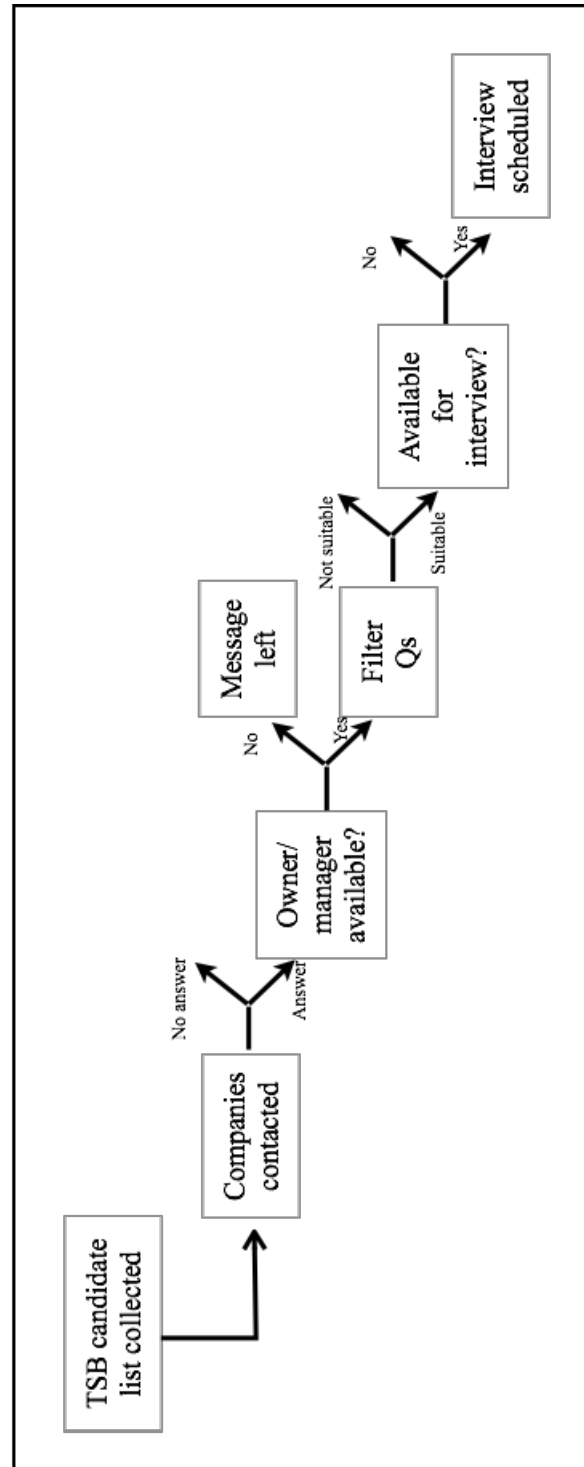 TSB candidate
list collected
Companies
contacted
No answer
Answer
Owner/
manager
available?
No
Yes
Message
left
Filter
Qs
Not suitable
Suitable
Available
for
interview?
No
Yes
Interview
scheduled